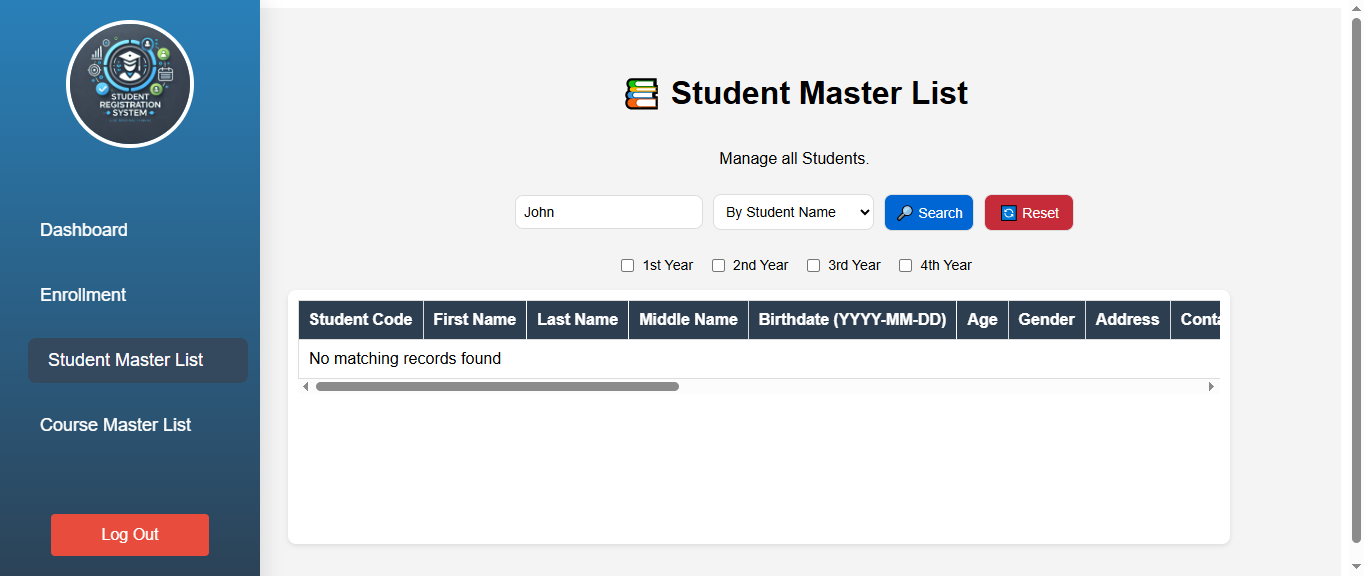 STUDENT
REGISTRATION
SYSTEM
Dashboard
Enrollment
Student Master List
Course Master List
Log Out
Student Master List
Manage all Students.
John By Student Name Search Reset
1st Year 2nd Year 3rd Year 4th Year
Student Code First Name Last Name Middle Name Birthdate (YYYY-MM-DD) Age Gender Address Conta
No matching records found